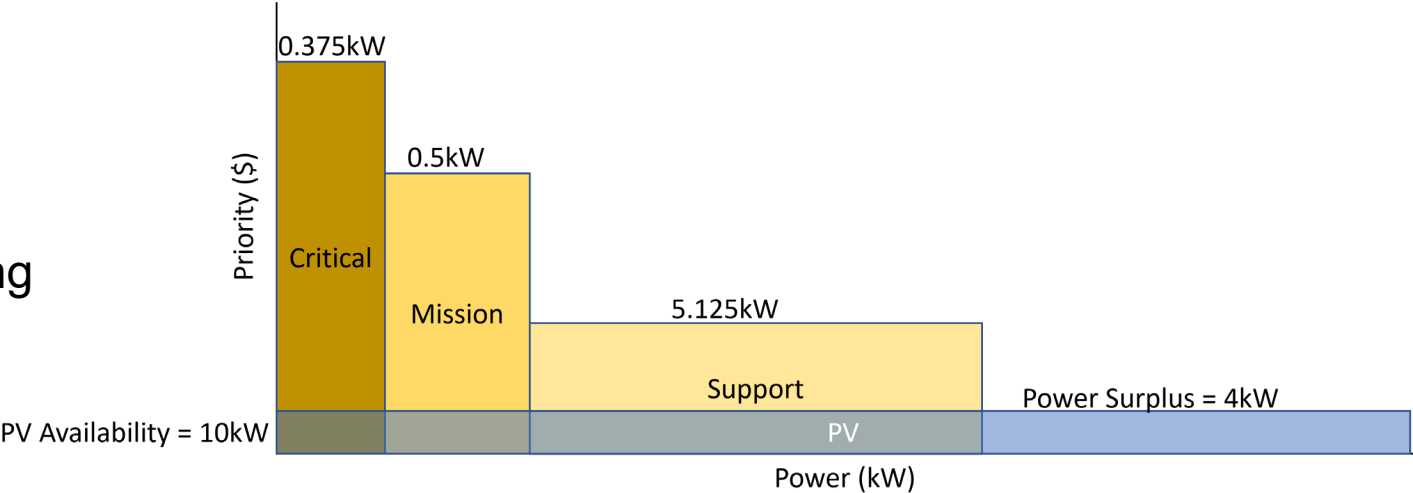 0.375kW
0.5kW
Priority ($)
Critical
ng
Mission
5.125kW
Support
Power Surplus = 4kW
PV Availability = 10kW
PV
Power (kW)